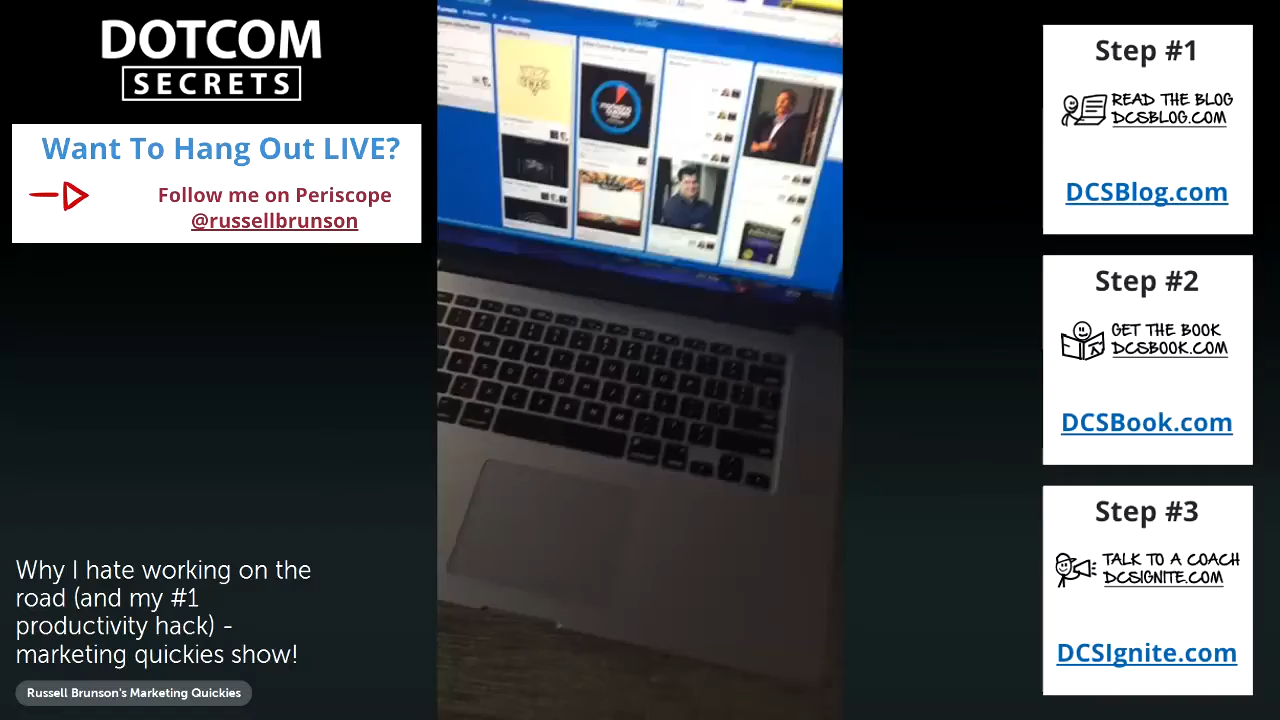 DOTCOM
SECRETS
Want To Hang Out LIVE?
Follow me on Periscope
@russellbrunson
Why I hate working on the
road (and my #1
productivity hack) -
marketing quickies show!
Russell Brunson's Marketing Quickies
Step #1
READ THE BLOG
DCSBLOG.COM
DCSBlog.com
Step #2
GET THE BOOK
DCSBOOK.COM
DCSBook.com
Step #3
TALK TO A COACH
DCSIGNITE.COM
DCSIgnite.com